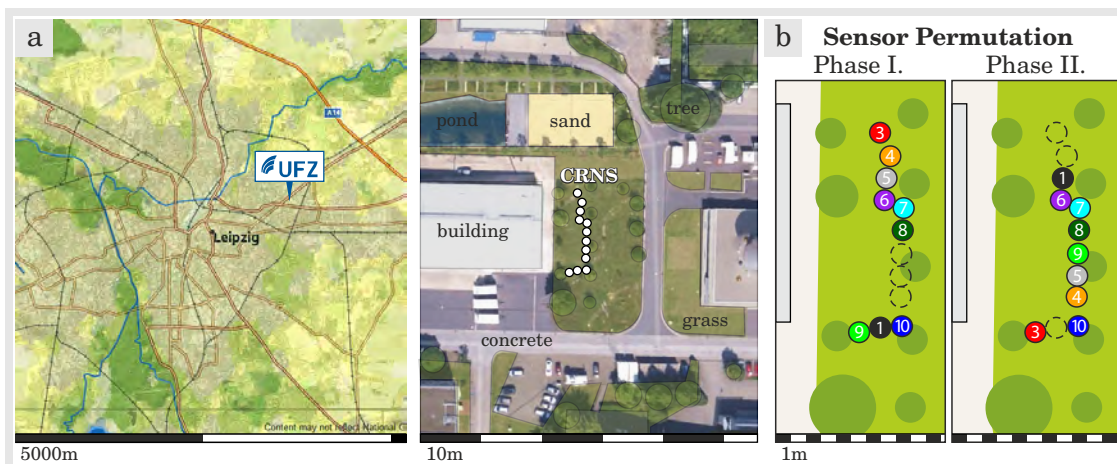 a
A14
UFZ
Leipzig
Content may not reflect National G
5000m
tree
pond
sand
CRNS
building
grass
concrete
10m
b
Sensor Permutation
Phase I. Phase II.
3
4
5
6
7
8
9
1
10
1
6
7
8
9
5
4
3
10
1m